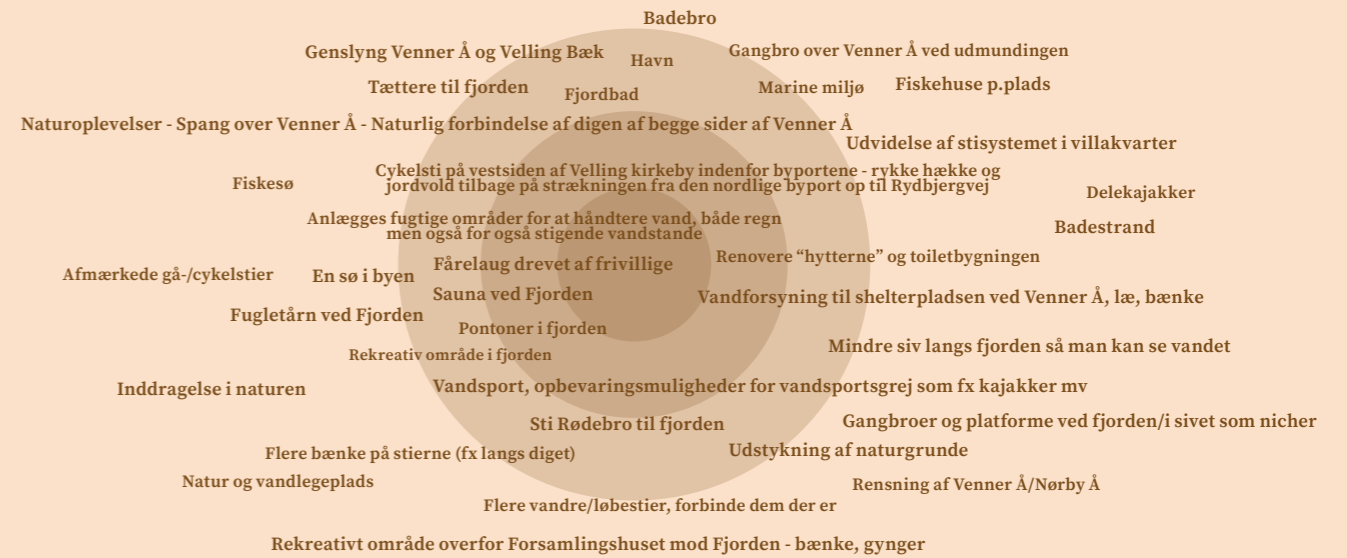 Badebro
Genslyng Venner Å og Velling Bæk
Havn
Gangbro over Venner Å ved udmundingen
Tættere til fjorden
Fjordbad
Marine miljø
Fiskehuse p.plads
Naturoplevelser - Spang over Venner Å - Naturlig forbindelse af digen af begge sider af Venner Å
Udvidelse af stisystemet i villakvarter
Cykelsti på vestsiden af Velling kirkeby indenfor byportene - rykke hække og
jordvold tilbage på strækningen fra den nordlige byport op til Rydbjergvej
Fiskesø
Delekajakker
Anlægges fugtige områder for at håndtere vand, både regn
men også for også stigende vandstande
Badestrand
Renovere “hytterne” og toiletbygningen
Fårelaug drevet af frivillige
Afmærkede gå-/cykelstier
En sø i byen
Sauna ved Fjorden
Vandforsyning til shelterpladsen ved Venner Å, læ, bænke
Fugletårn ved Fjorden
Pontoner i fjorden
Mindre siv langs fjorden så man kan se vandet
Rekreativ område i fjorden
Inddragelse i naturen
Vandsport, opbevaringsmuligheder for vandsportsgrej som fx kajakker mv
Sti Rødebro til fjorden
Gangbroer og platforme ved fjorden/i sivet som nicher
Flere bænke på stierne (fx langs diget)
Udstykning af naturgrunde
Natur og vandlegeplads
Rensning af Venner Å/Nørby Å
Flere vandre/løbestier, forbinde dem der er
Rekreativt område overfor Forsamlingshuset mod Fjorden - bænke, gynger